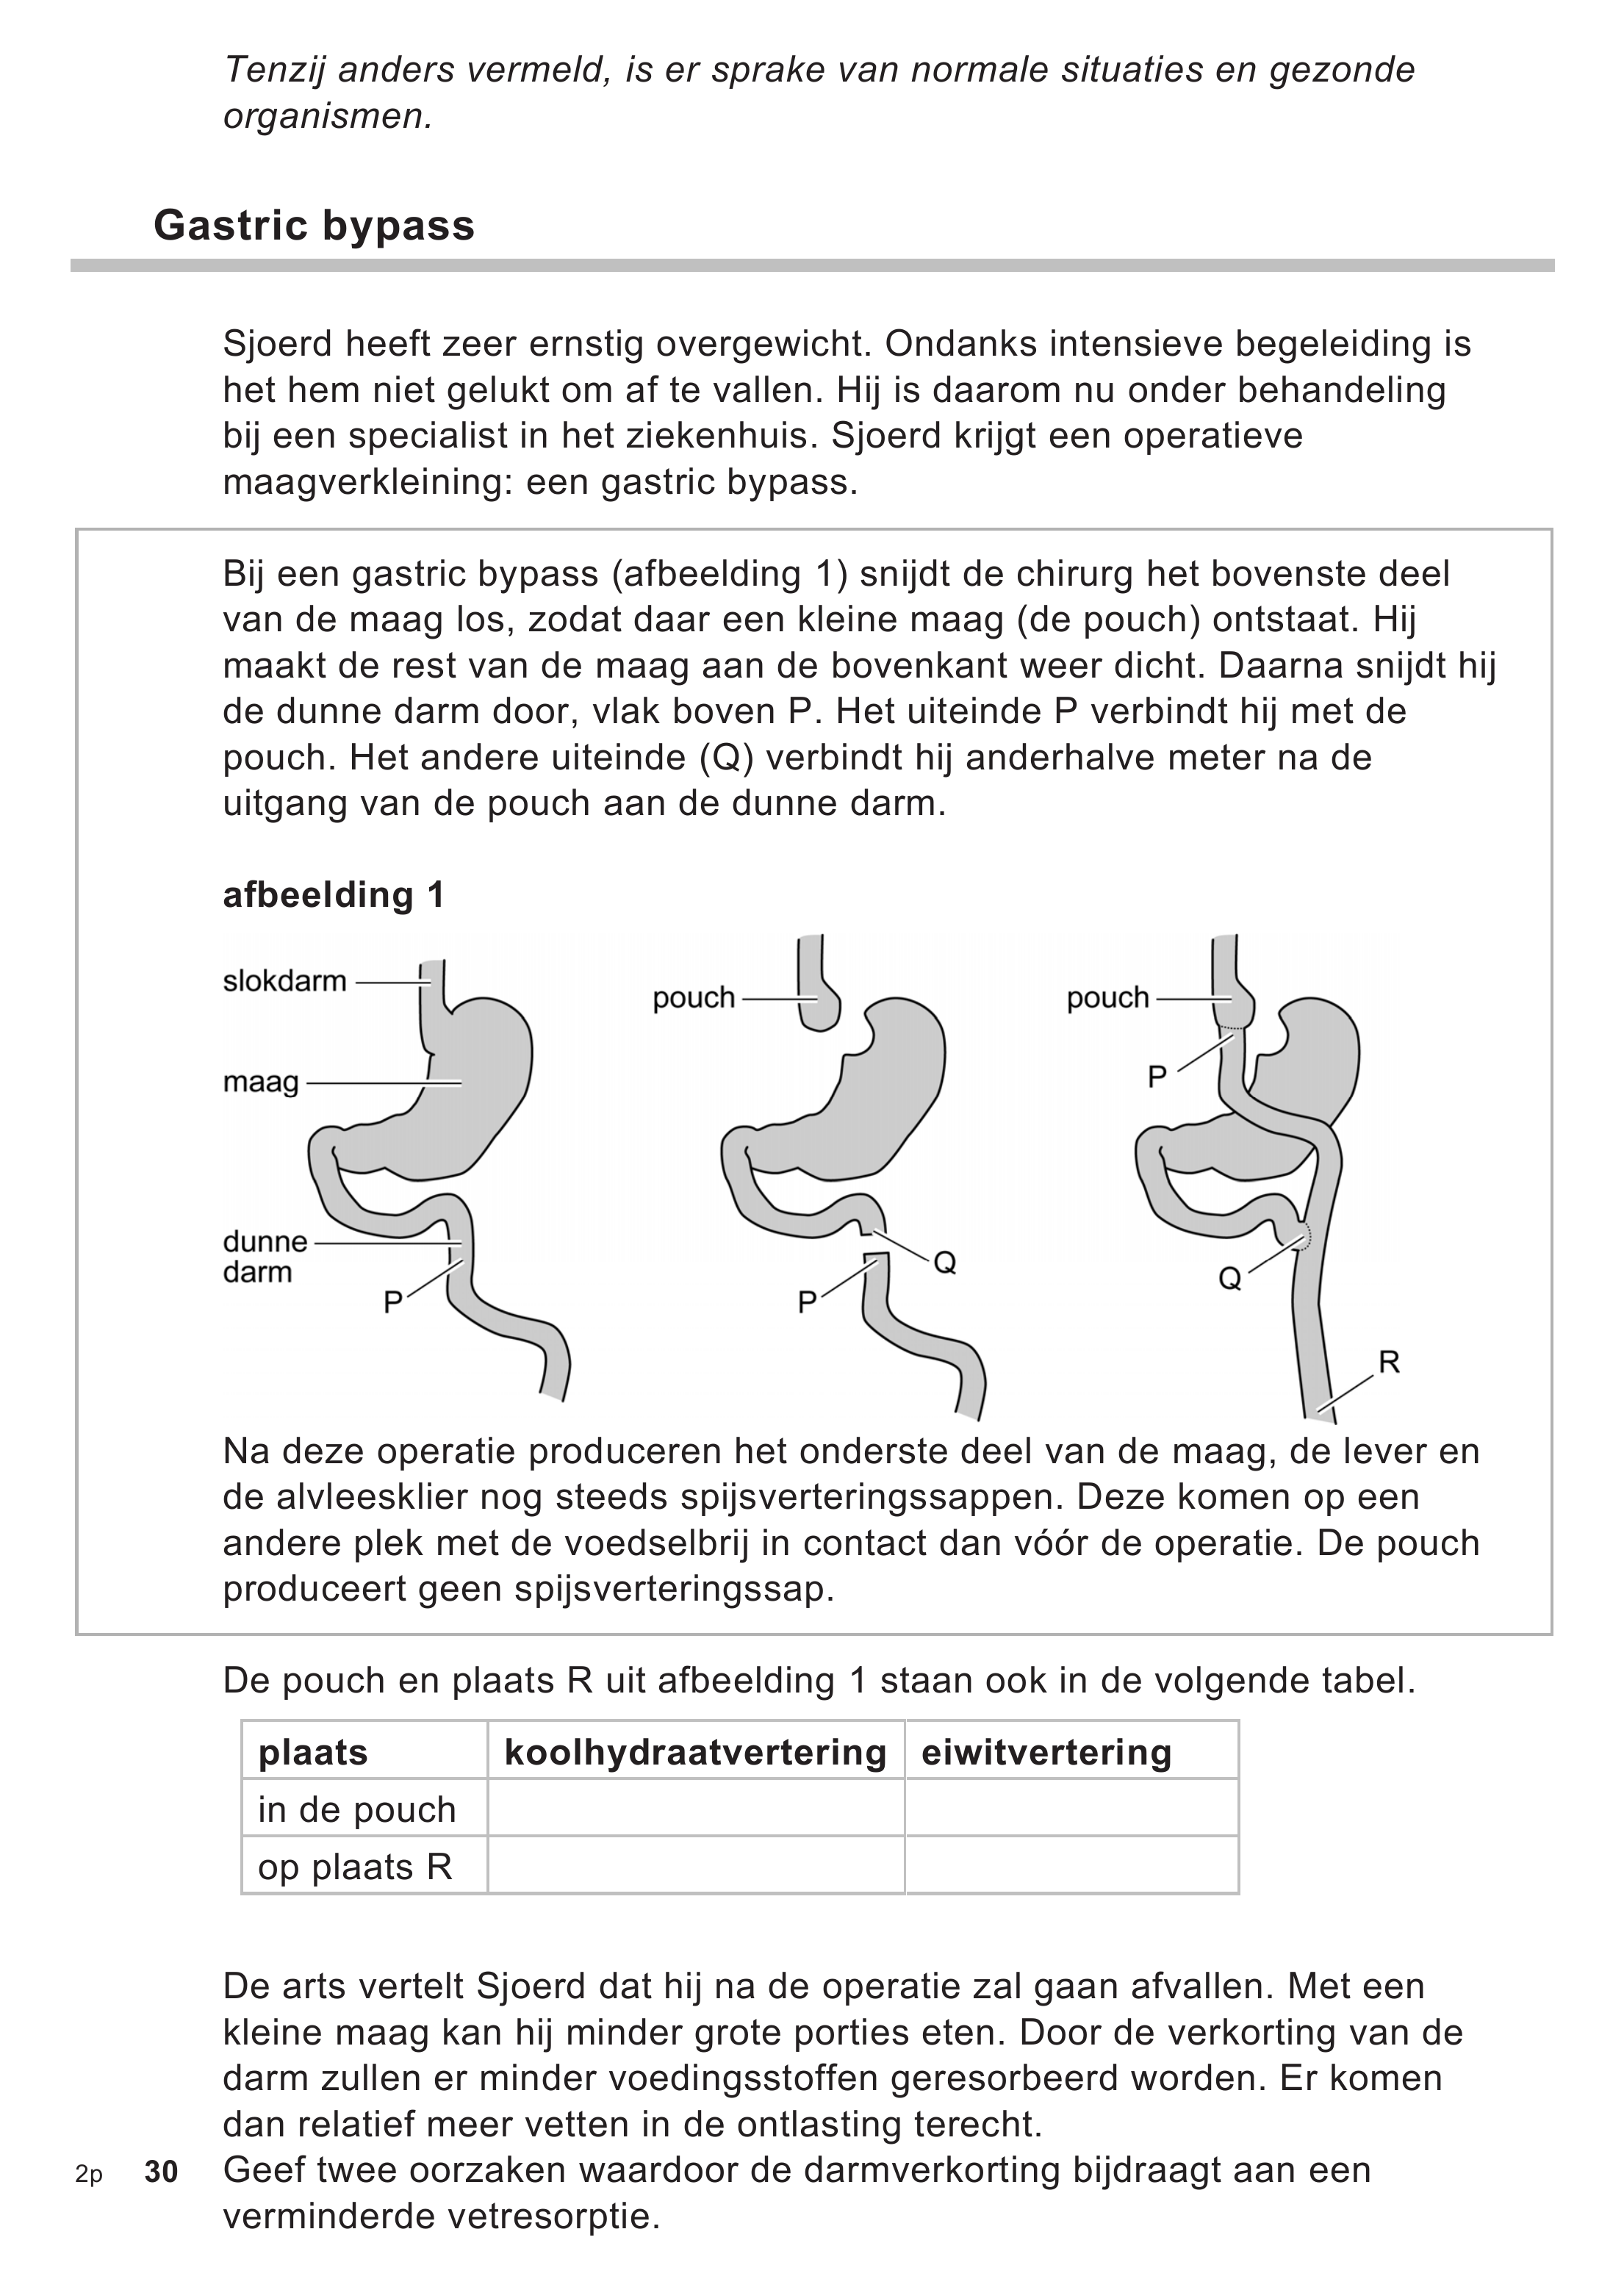 Tenzij anders vermeld, is er sprake van normale situaties en gezonde
organismen.
Gastric bypass
Sjoerd heeft zeer ernstig overgewicht. Ondanks intensieve begeleiding is
het hem niet gelukt om af te vallen. Hij is daarom nu onder behandeling
bij een specialist in het ziekenhuis. Sjoerd krijgt een operatieve
maagverkleining: een gastric bypass.
Bij een gastric bypass (afbeelding 1) snijdt de chirurg het bovenste deel
van de maag los, zodat daar een kleine maag (de pouch) ontstaat. Hij
maakt de rest van de maag aan de bovenkant weer dicht. Daarna snijdt hij
de dunne darm door, vlak boven P. Het uiteinde P verbindt hij met de
pouch. Het andere uiteinde (Q) verbindt hij anderhalve meter na de
uitgang van de pouch aan de dunne darm.
afbeelding 1
slokdarm
maag
dunne
darm
P
pouch
Q
P
pouch
P
Q
R
Na deze operatie produceren het onderste deel van de maag, de lever en
de alvleesklier nog steeds spijsverteringssappen. Deze komen op een
andere plek met de voedselbrij in contact dan vóór de operatie. De pouch
produceert geen spijsverteringssap.
De pouch en plaats R uit afbeelding 1 staan ook in de volgende tabel.
plaats koolhydraatvertering eiwitvertering
in de pouch
op plaats R
De arts vertelt Sjoerd dat hij na de operatie zal gaan afvallen. Met een
kleine maag kan hij minder grote porties eten. Door de verkorting van de
darm zullen er minder voedingsstoffen geresorbeerd worden. Er komen
dan relatief meer vetten in de ontlasting terecht.
2p 30 Geef twee oorzaken waardoor de darmverkorting bijdraagt aan een
verminderde vetresorptie.